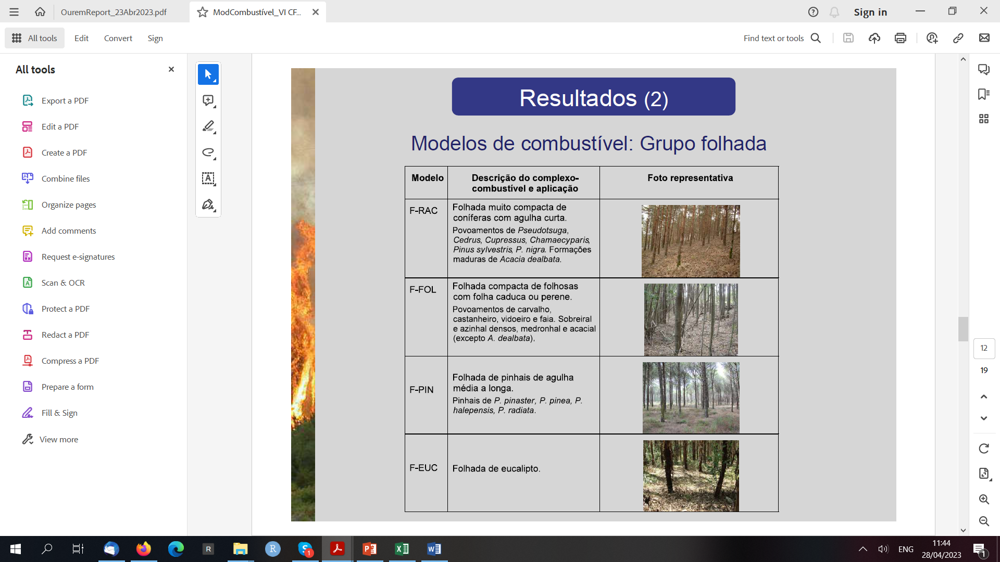 OuremReport_23Abr2023.pdf
ModCombustível_VI CF...
Sign in
All tools
Edit
Convert
Sign
Find text or tools
All tools
Export a PDF
Edit a PDF
Create a PDF
Combine files
Organize pages
Add comments
Request e-signatures
Scan & OCR
Protect a PDF
Redact a PDF
Compress a PDF
Prepare a form
Fill & Sign
View more
Resultados (2)
Modelos de combustível: Grupo folhada
Modelo
Descrição do complexo-
combustível e aplicação
Foto representativa
F-RAC
Folhada muito compacta de
coníferas com agulha curta.
Povoamentos de Pseudotsuga,
Cedrus, Cupressus, Chamaecyparis,
Pinus sylvestris, P. nigra. Formações
maduras de Acacia dealbata.
F-FOL
Folhada compacta de folhosas
com folha caduca ou perene.
Povoamentos de carvalho,
castanheiro, vidoeiro e faia. Sobreiral
e azinhal densos, medronhal e acacial
(excepto A. dealbata).
F-PIN
Folhada de pinhais de agulha
média a longa.
Pinhais de P. pinaster, P. pinea, P.
halepensis, P. radiata.
F-EUC
Folhada de eucalipto.
12
19
R
R
S
1
P
X
W
ENG
11:44
28/04/2023
1